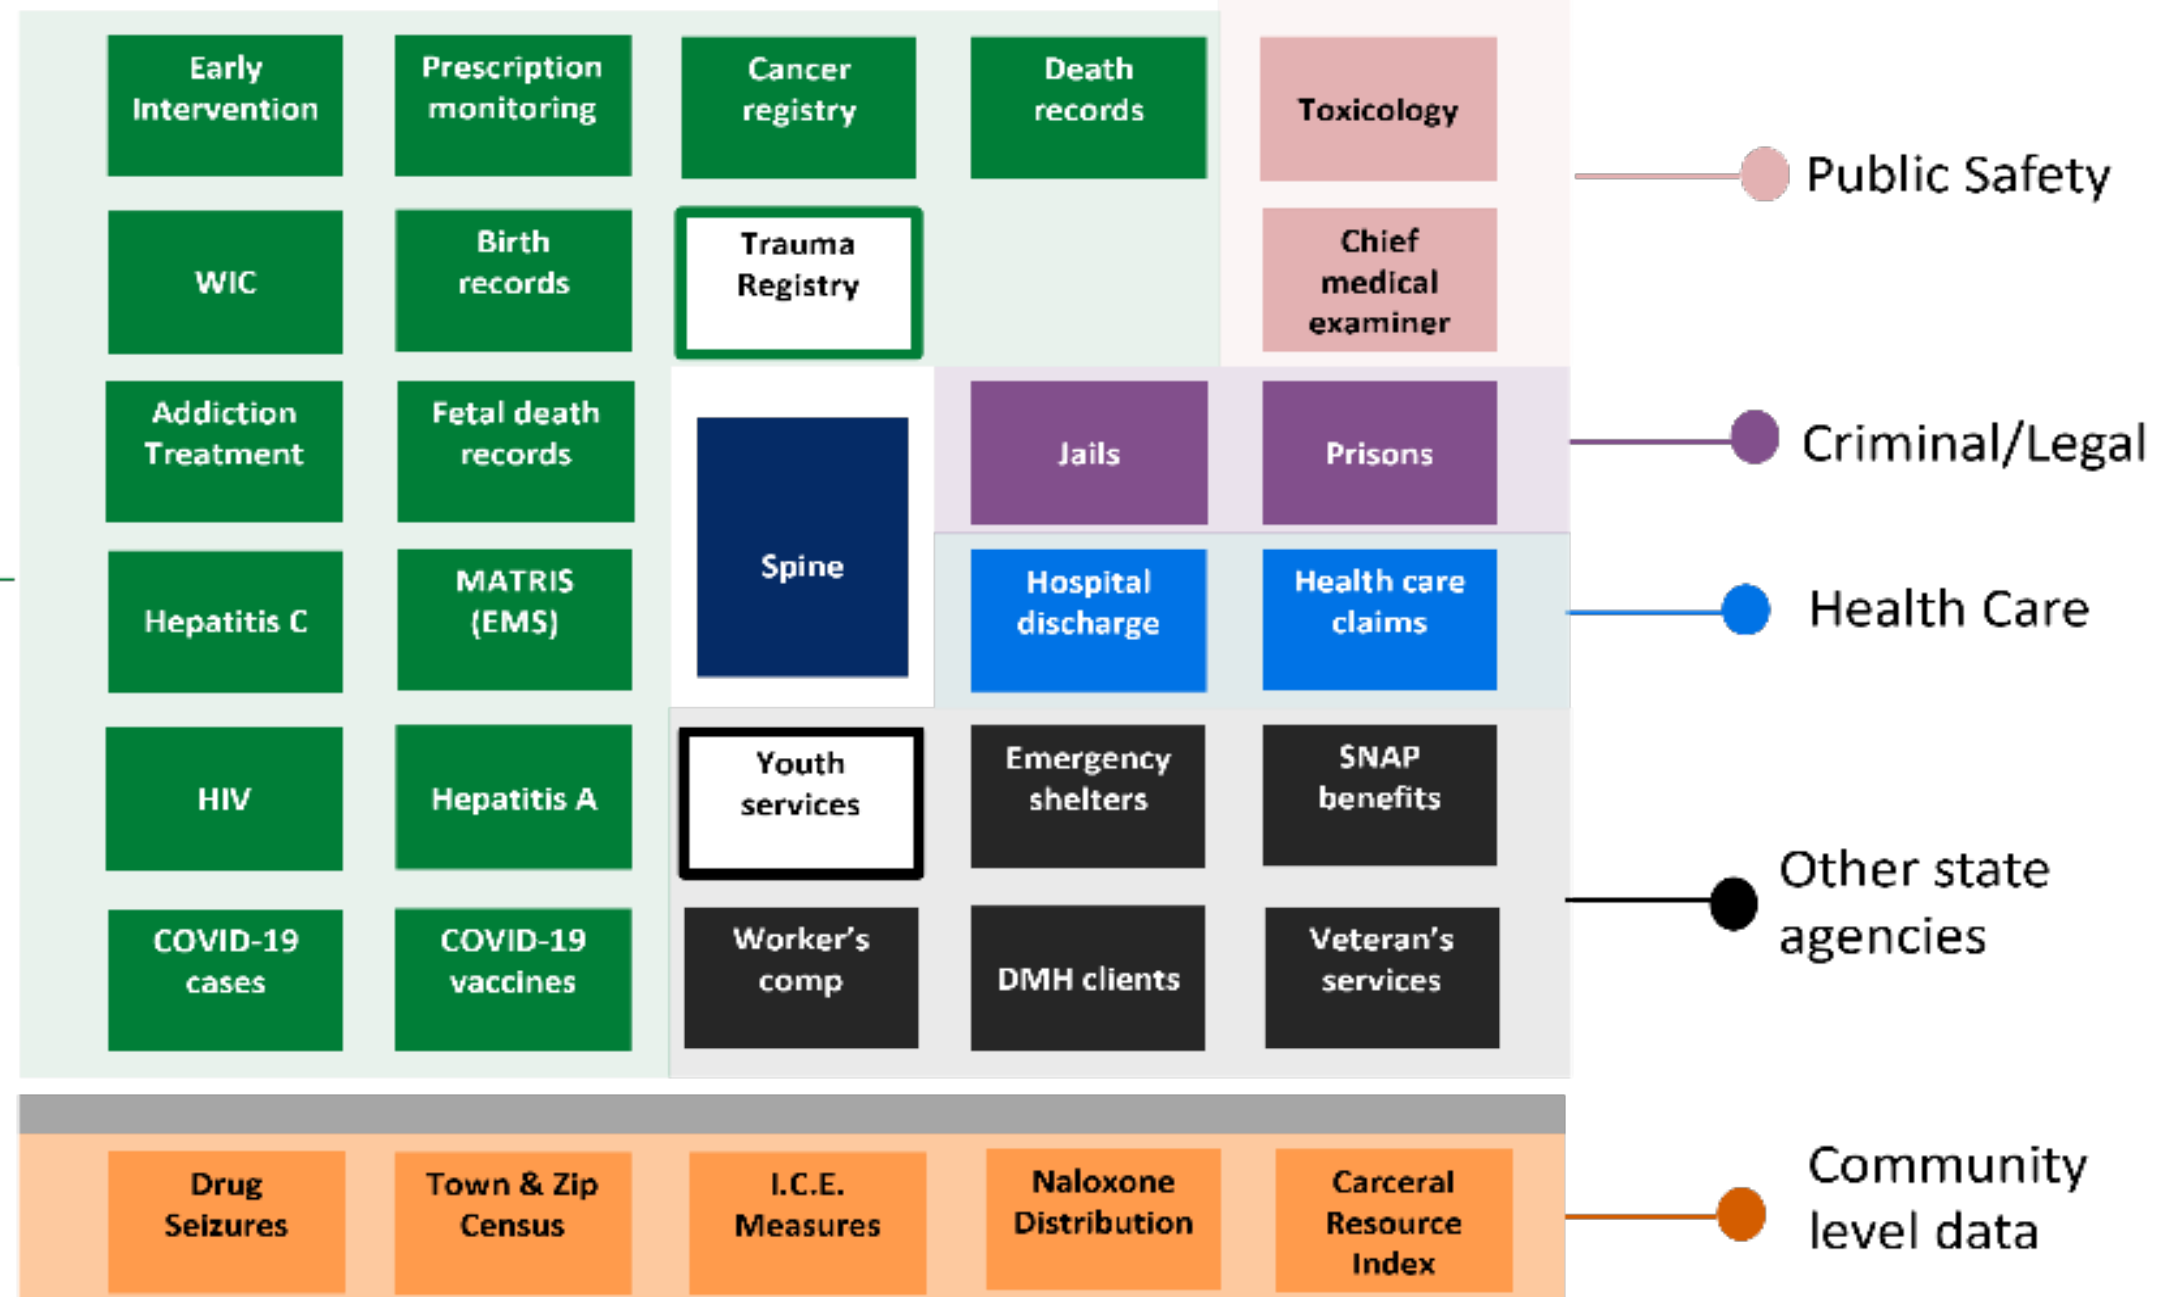 Early
Intervention
Prescription
monitoring
Cancer
registry
Death
records
Toxicology
Public Safety
WIC
Birth
records
Trauma
Registry
Chief
medical
examiner
Addiction
Treatment
Fetal death
records
Spine
Jails
Prisons
Criminal/Legal
Hepatitis C
MATRIS
(EMS)
Hospital
discharge
Health care
claims
Health Care
HIV
Hepatitis A
Youth
services
Emergency
shelters
SNAP
benefits
Other state
agencies
COVID-19
cases
COVID-19
vaccines
Worker's
comp
DMH clients
Veteran's
services
Drug
Seizures
Town & Zip
Census
I.C.E.
Measures
Naloxone
Distribution
Carceral
Resource
Index
Community
level data